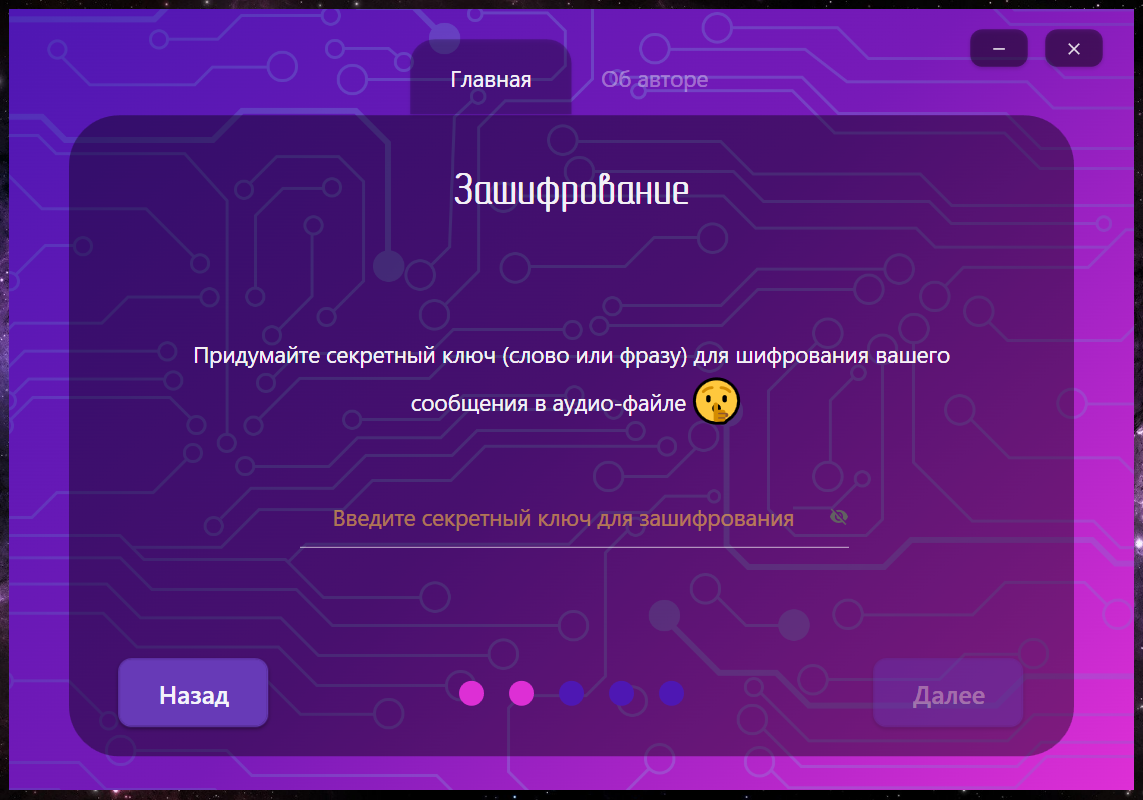 Главная
Об авторе
Зашифрование
Придумайте секретный ключ (слово или фразу) для шифрования вашего
сообщения в аудио-файле
Введите секретный ключ для зашифрования
Назад
Далее